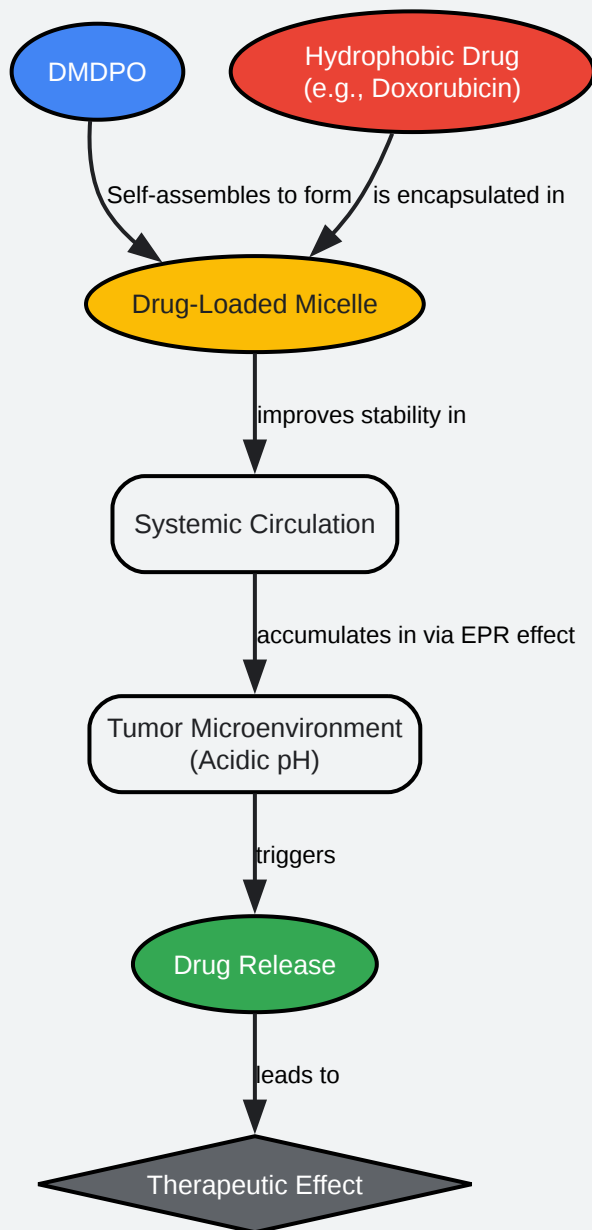 DMDPO
Hydrophobic Drug
(e.g., Doxorubicin)
Self-assembles to form
is encapsulated in
Drug-Loaded Micelle
improves stability in
Systemic Circulation
accumulates in via EPR effect
Tumor Microenvironment
(Acidic pH)
triggers
Drug Release
leads to
Therapeutic Effect